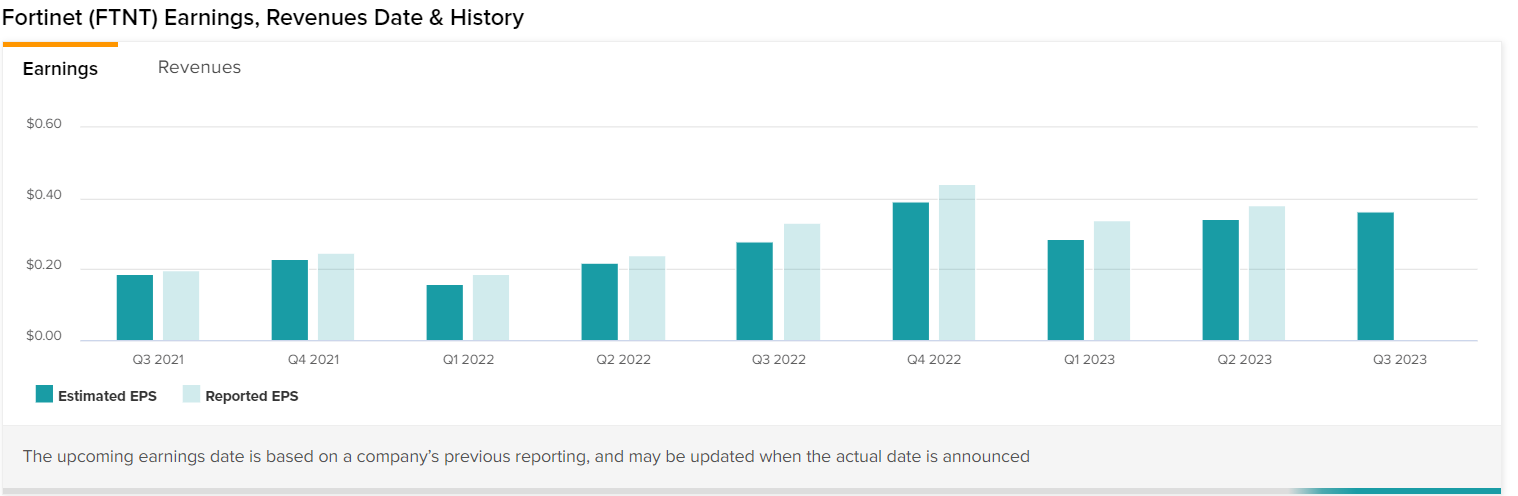 Fortinet (FTNT) Earnings, Revenues Date & History
Earnings Revenues
$0.60
$0.40
$0.20
$0.00
Q3 2021 Q4 2021 Q1 2022 Q2 2022 Q3 2022 Q4 2022 Q1 2023 Q2 2023 Q3 2023
Estimated EPS Reported EPS
The upcoming earnings date is based on a company’s previous reporting, and may be updated when the actual date is announced